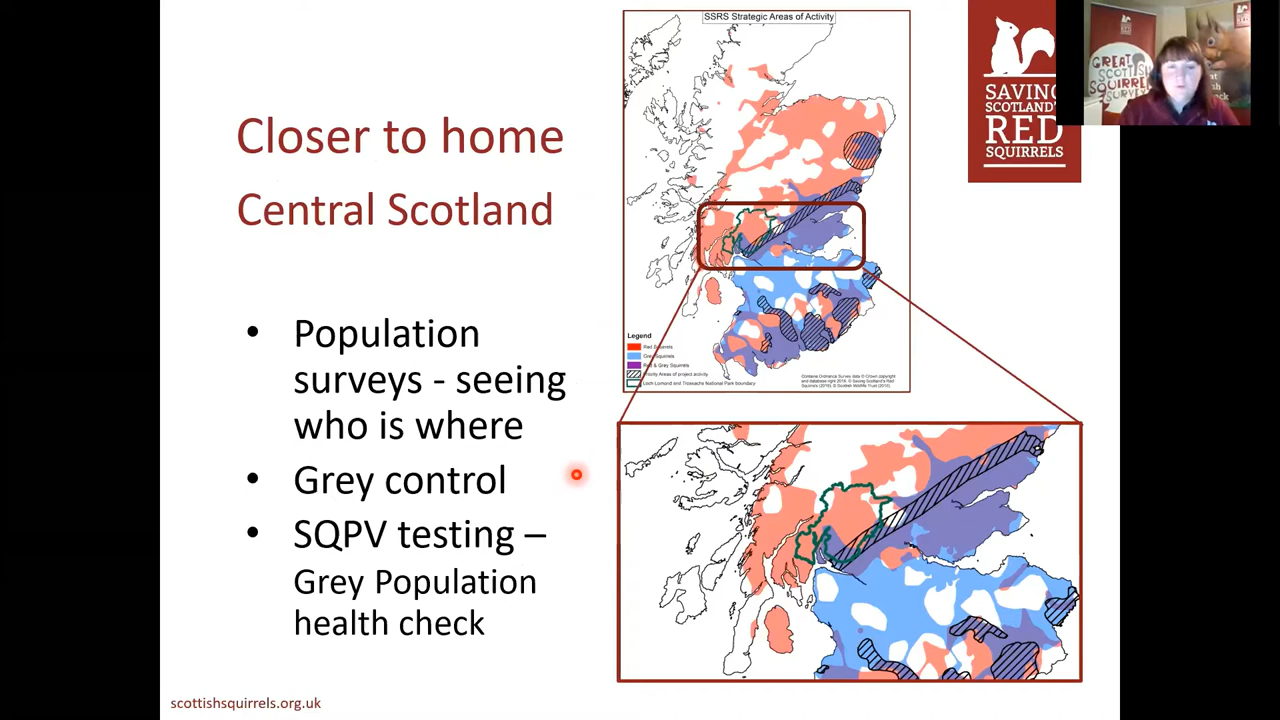 SSRS Strategic Areas of Activity
Closer to home
Central Scotland
• Population
surveys - seeing
who is where
• Grey control
• SQPV testing –
Grey Population
health check
Legend
Red Squirrels
Grey Squirrels
Red & Grey Squirrels
Priority Areas of project activity
Loch Lomond and Trossachs National Park boundary
SAVING
SCOTLAND'S
RED
SQUIRRELS
GREAT
SCOTTISH
SQUIRREL
SURVEY
scottishsquirrels.org.uk